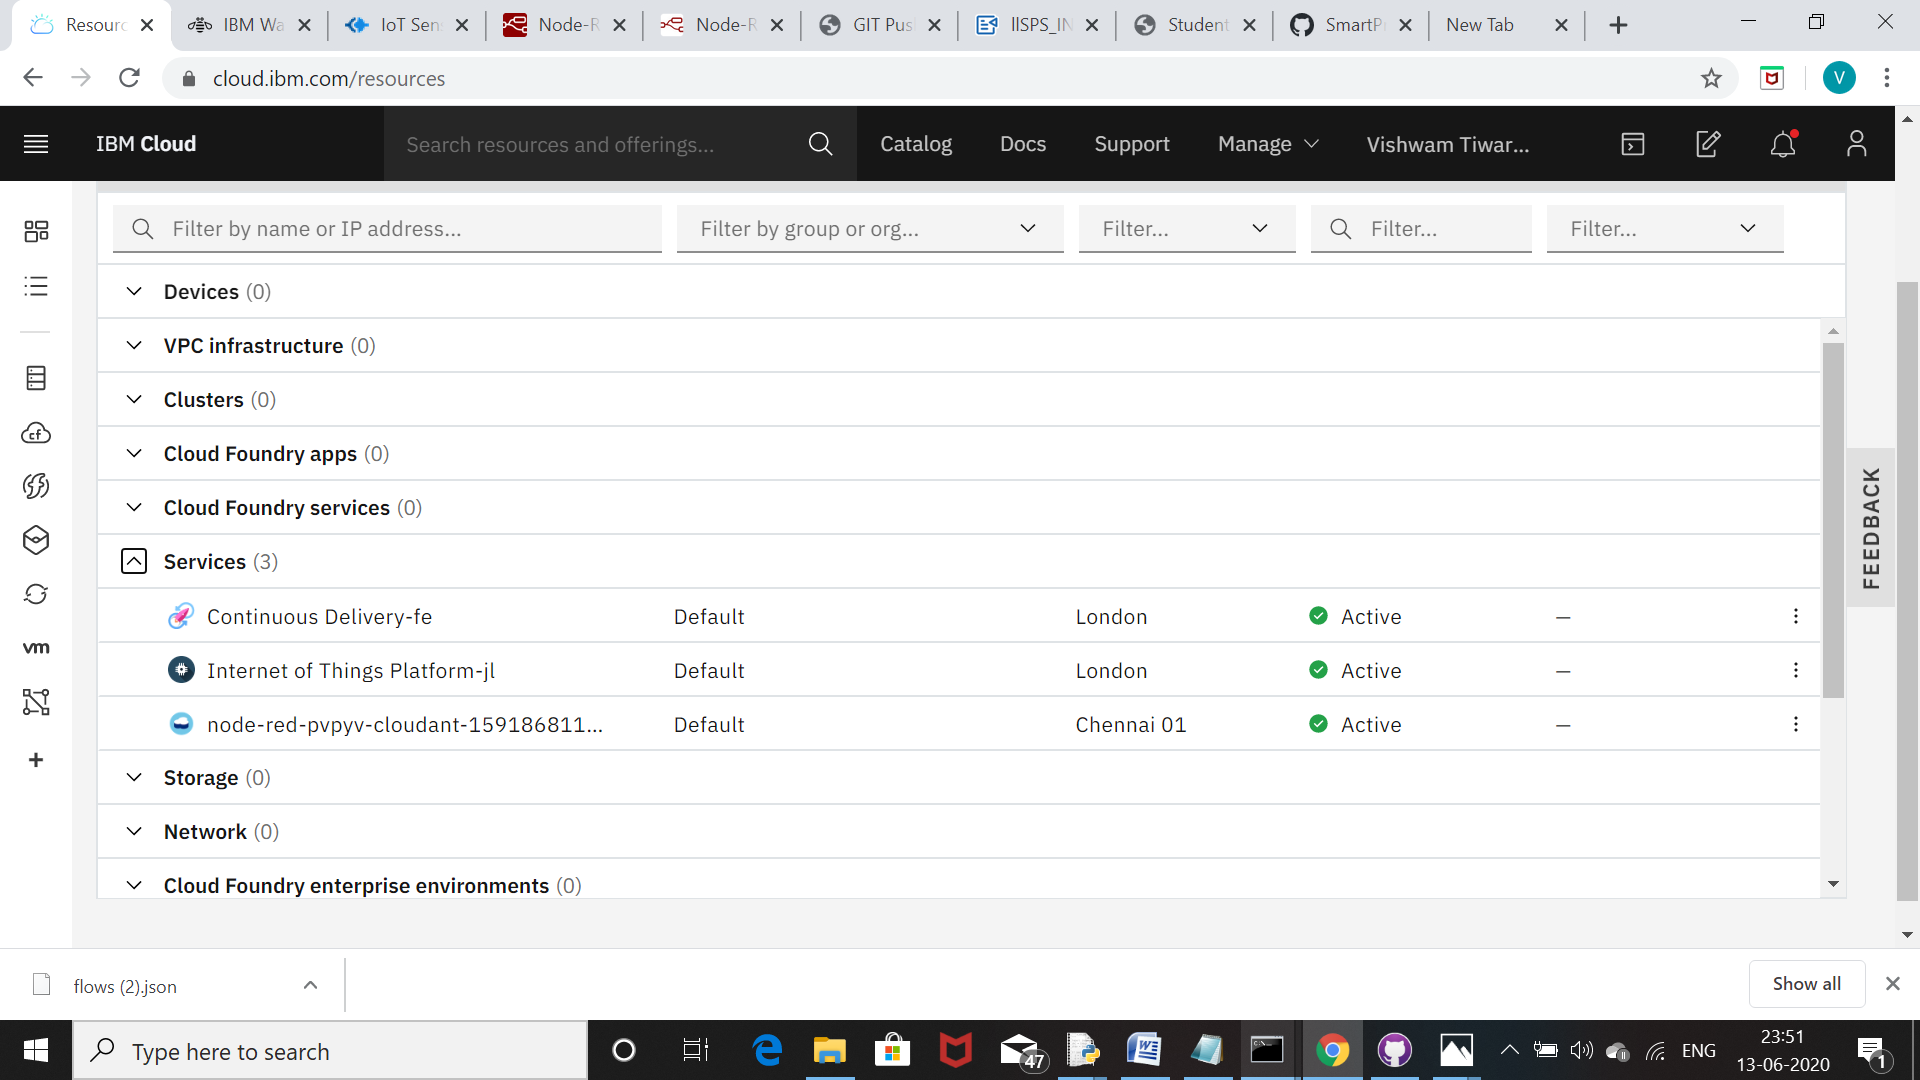 Resourc
IBM Wa
IoT Sen
Node-R
Node-R
GIT Pus
IISPS_IN
Student
SmartPr
New Tab
cloud.ibm.com/resources
V
IBM Cloud
Search resources and offerings...
Catalog
Docs
Support
Manage
Vishwam Tiwar...
Filter by name or IP address...
Filter by group or org...
Filter...
Filter...
Filter...
Devices (0)
VPC infrastructure (0)
Clusters (0)
Cloud Foundry apps (0)
Cloud Foundry services (0)
Services (3)
Continuous Delivery-fe Default London Active –
Internet of Things Platform-jl Default London Active –
node-red-pvpyv-cloudant-159186811... Default Chennai 01 Active –
Storage (0)
Network (0)
Cloud Foundry enterprise environments (0)
cf
vm
FEEDBACK
flows (2).json
Show all
Type here to search
47
ENG
23:51
13-06-2020
1